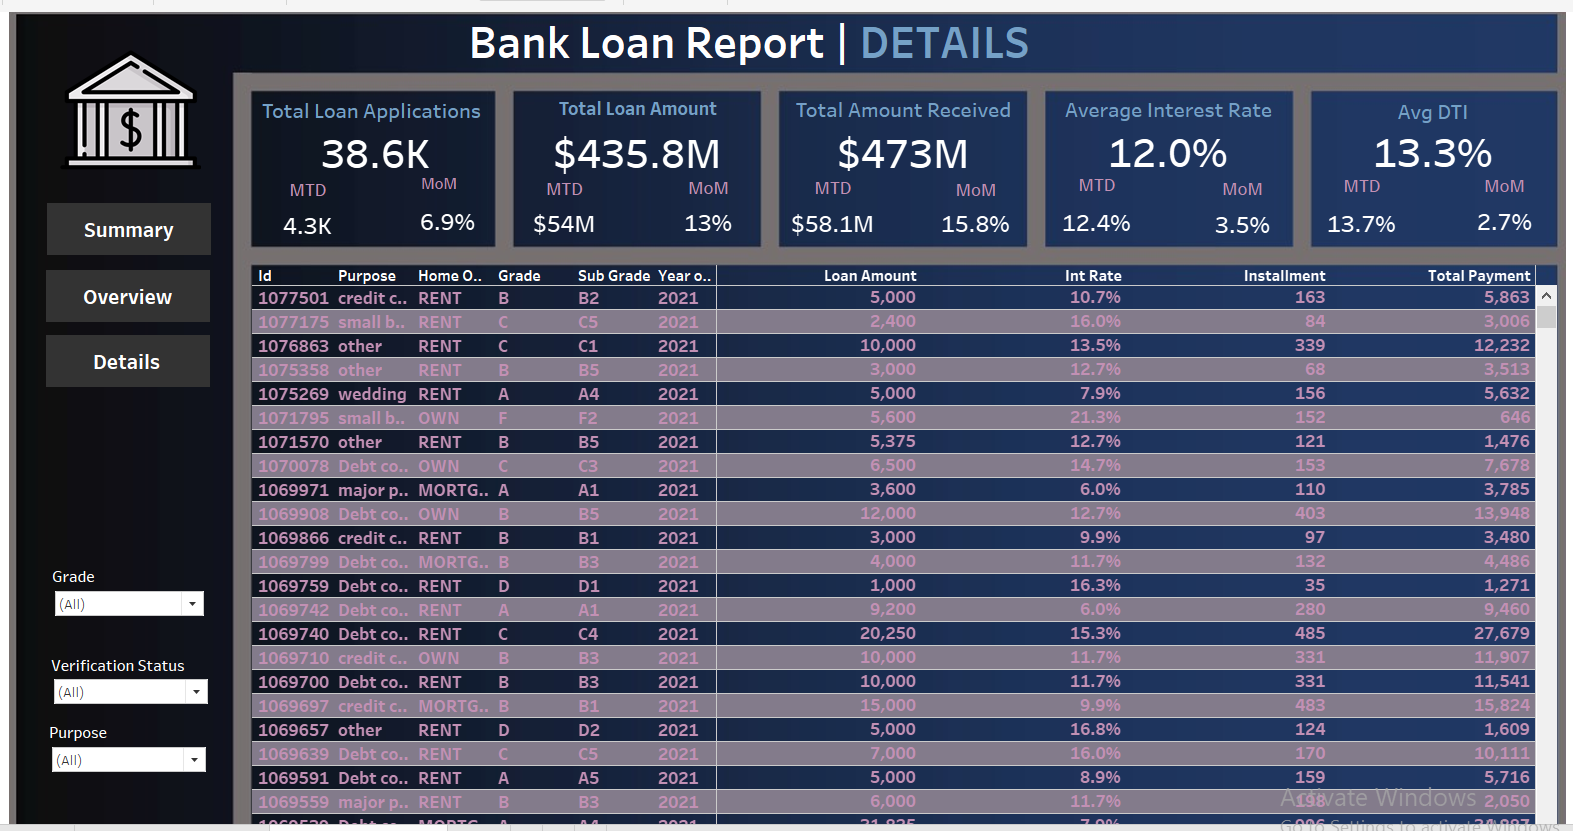 Bank Loan Report | DETAILS
$
Summary
Overview
Details
Grade
(All)
Verification Status
(All)
Purpose
(All)
Total Loan Applications
38.6K
MTD MoM
4.3K 6.9%
Total Loan Amount
$435.8M
MTD MoM
$54M 13%
Total Amount Received
$473M
MTD MoM
$58.1M 15.8%
Average Interest Rate
12.0%
MTD MoM
12.4% 3.5%
Avg DTI
13.3%
MTD MoM
13.7% 2.7%
Id Purpose Home O.. Grade Sub Grade Year o.. Loan Amount Int Rate Installment Total Payment
1077501 credit c.. RENT B B2 2021 5,000 10.7% 163 5,863
1077175 small b.. RENT C C5 2021 2,400 16.0% 84 3,006
1076863 other RENT C C1 2021 10,000 13.5% 339 12,232
1075358 other RENT B B5 2021 3,000 12.7% 68 3,513
1075269 wedding RENT A A4 2021 5,000 7.9% 156 5,632
1071795 small b.. OWN F F2 2021 5,600 21.3% 152 646
1071570 other RENT B B5 2021 5,375 12.7% 121 1,476
1070078 Debt co.. OWN C C3 2021 6,500 14.7% 153 7,678
1069971 major p.. MORTG.. A A1 2021 3,600 6.0% 110 3,785
1069908 Debt co.. OWN B B5 2021 12,000 12.7% 403 13,948
1069866 credit c.. RENT B B1 2021 3,000 9.9% 97 3,480
1069799 Debt co.. MORTG.. B B3 2021 4,000 11.7% 132 4,486
1069759 Debt co.. RENT D D1 2021 1,000 16.3% 35 1,271
1069742 Debt co.. RENT A A1 2021 9,200 6.0% 280 9,460
1069740 Debt co.. RENT C C4 2021 20,250 15.3% 485 27,679
1069710 credit c.. OWN B B3 2021 10,000 11.7% 331 11,907
1069700 Debt co.. RENT B B3 2021 10,000 11.7% 331 11,541
1069697 credit c.. MORTG.. B B1 2021 15,000 9.9% 483 15,824
1069657 other RENT D D2 2021 5,000 16.8% 124 1,609
1069639 Debt co.. RENT C C5 2021 7,000 16.0% 170 10,111
1069591 Debt co.. RENT A A5 2021 5,000 8.9% 159 5,716
1069559 major p.. RENT B B3 2021 6,000 11.7% 198 2,050
Activate Windows
Go to Settings to activate Windows.